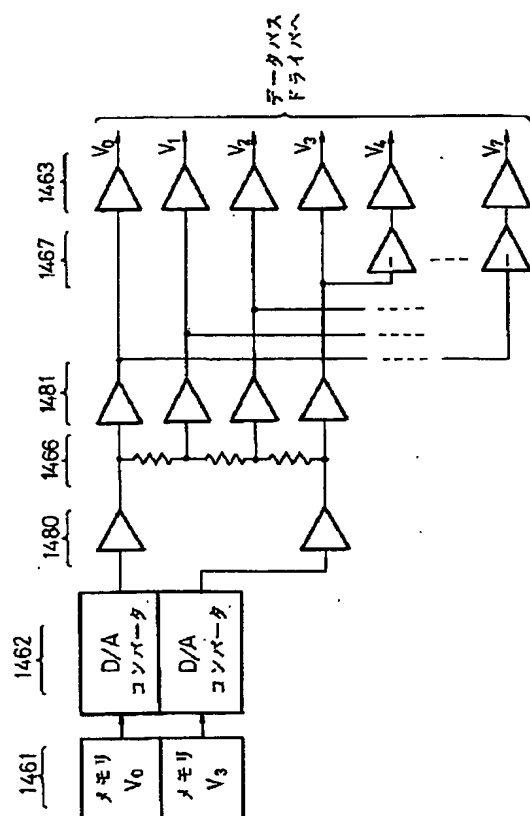 1461
1462
1480
1466
1481
1467
1463
メモリ
V0
メモリ
V3
D/A
コンバータ
D/A
コンバータ
V0
V1
V2
V3
V4
V7
データバス
ドライバへ